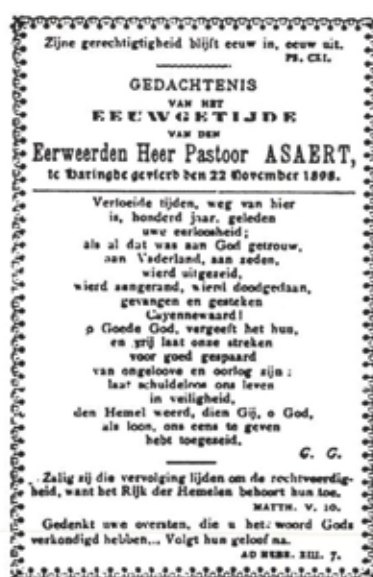 Zijne gerechtigtigheid blijft eeuw in, eeuw uit.
PS. CXI.
GEDACHTENIS
VAN HET
EEUWGETIJDE
VAN DEN
Eerweerden Heer Pastoor ASAERT,
te Haringhe gevierd den 22 November 1898.
Verloeide tijden, weg van hier
is, honderd jaar, geleden
uwe eerloosheid;
als al dat was aan God getrouw,
aan Vaderland, aan zeden,
wierd uitgezeid,
wierd aangerand, wierd doodgedaan,
gevangen en gesteken
Cayennewaard!
o Goede God, vergeeft het hun,
en grij laat onze streken
voor goed gespaard
van ongeloove en oorlog zijn;
laat schuldeloos ons leven
in veiligheid,
den Hemel weerd, dien Gij, o God,
als loon, ons eens te geven
hebt toegezeid.
G. G.
Zalig zij die vervolging lijden om de rechtveerdig-
heid, want het Rijk der Hemelen behoort hun toe.
MATTH. V. 10.
Gedenkt uwe oversten, die u het woord Gods
verkondigd hebben... Volgt hun geloof na.
AD HEBR. XIII. 7.